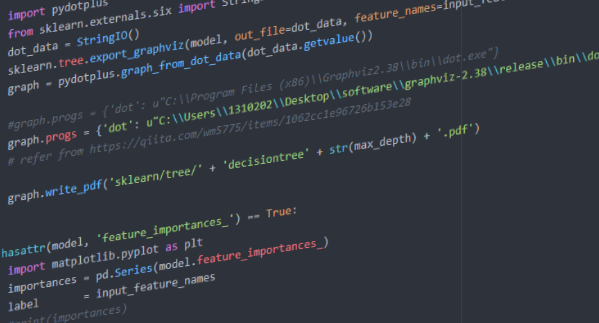 import pydotplus
from sklearn.externals.six import String
dot_data = StringIO()
sklearn.tree.export_graphviz(model, out_file=dot_data, feature_names=input_fea
graph = pydotplus.graph_from_dot_data(dot_data.getvalue())
#graph.progs = {'dot': u"C:\\Program Files (x86)\\Graphviz2.38\\bin\\dot.exe"}
graph.progs = {'dot': u"C:\\Users\\1310202\\Desktop\\software\\graphviz-2.38\\release\\bin\\do
# refer from https://qiita.com/wm5775/items/1062cc1e96726b153e28
graph.write_pdf('sklearn/tree/' + 'decisiontree' + str(max_depth) + '.pdf')
hasattr(model, 'feature_importances_') == True:
import matplotlib.pyplot as plt
importances = pd.Series(model.feature_importances_)
label = input_feature_names
#print(importances)